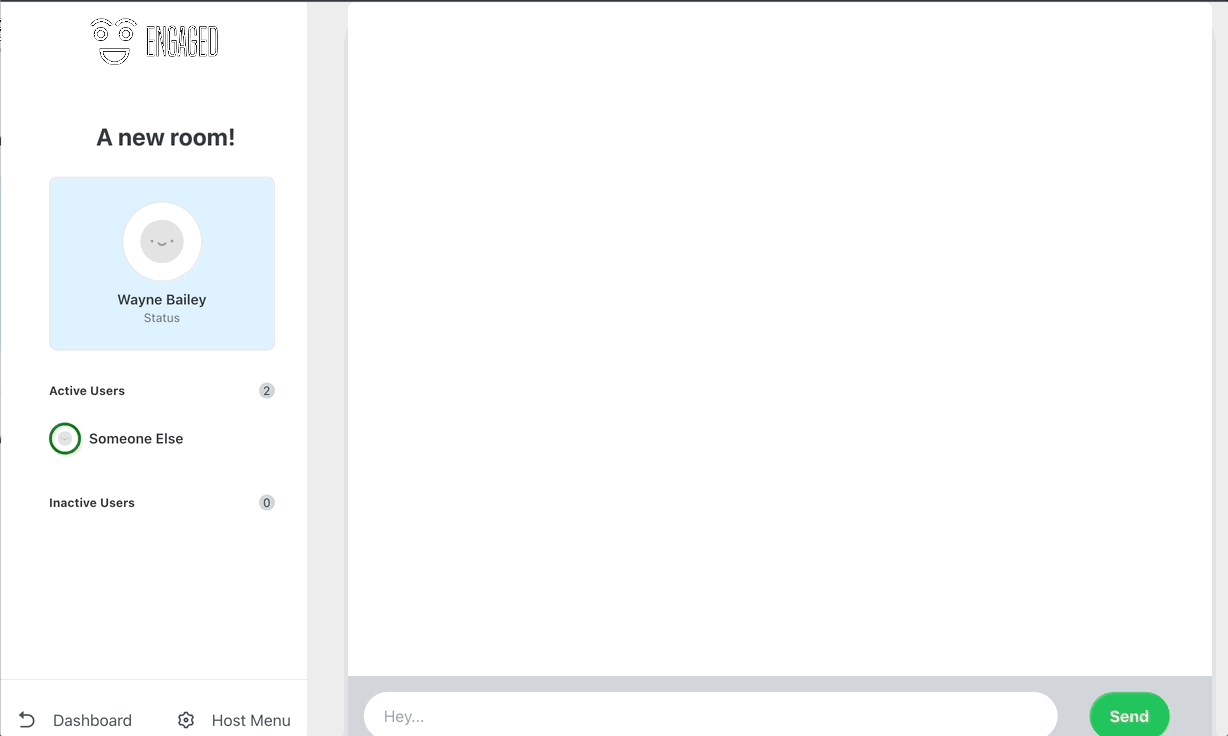 ENGAGED
A new room!
Wayne Bailey
Status
Active Users 2
Someone Else
Inactive Users 0
Dashboard Host Menu
Hey...
Send